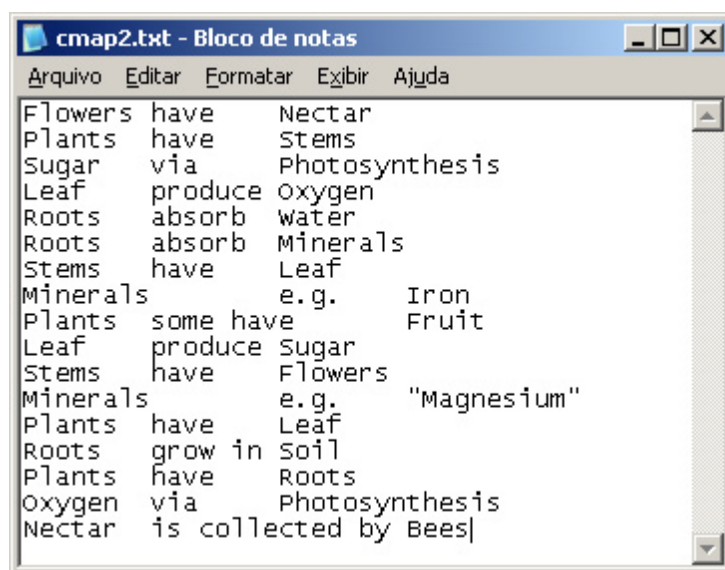 cmap2.txt - Bloco de notas
Arquivo Editar Formatar Exibir Ajuda
Flowers have Nectar
Plants have Stems
Sugar via Photosynthesis
Leaf produce Oxygen
Roots absorb Water
Roots absorb Minerals
Stems have Leaf
Minerals e.g. Iron
Plants some have Fruit
Leaf produce Sugar
Stems have Flowers
Minerals e.g. "Magnesium"
Plants have Leaf
Roots grow in Soil
Plants have Roots
Oxygen via Photosynthesis
Nectar is collected by Bees